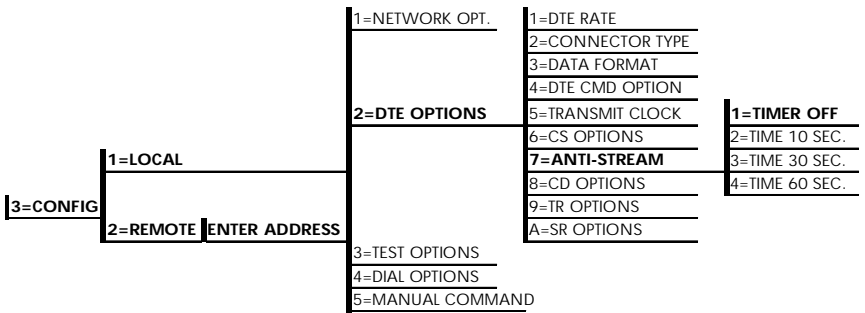 3=CONFIG
1=LOCAL
2=REMOTE
ENTER ADDRESS
1=NETWORK OPT.
2=DTE OPTIONS
3=TEST OPTIONS
4=DIAL OPTIONS
5=MANUAL COMMAND
1=DTE RATE
2=CONNECTOR TYPE
3=DATA FORMAT
4=DTE CMD OPTION
5=TRANSMIT CLOCK
6=CS OPTIONS
7=ANTI-STREAM
8=CD OPTIONS
9=TR OPTIONS
A=SR OPTIONS
1=TIMER OFF
2=TIME 10 SEC.
3=TIME 30 SEC.
4=TIME 60 SEC.